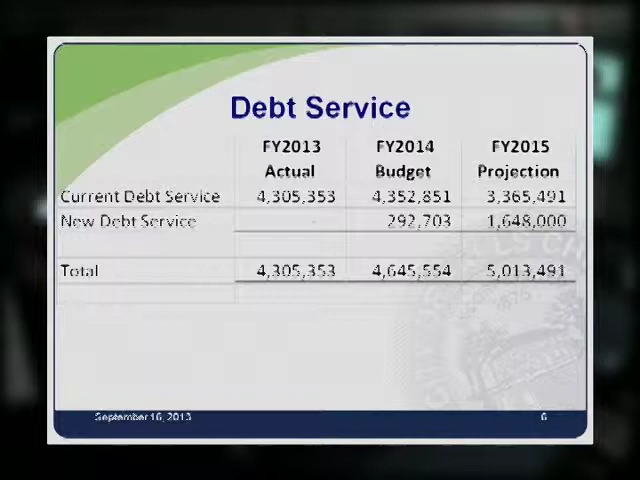 Debt Service
FY2013 FY2014 FY2015
Actual Budget Projection
Current Debt Service 4,305,353 4,352,851 3,365,491
New Debt Service - 292,703 1,648,000
Total 4,305,353 4,645,554 5,013,491
September 16, 2013 6